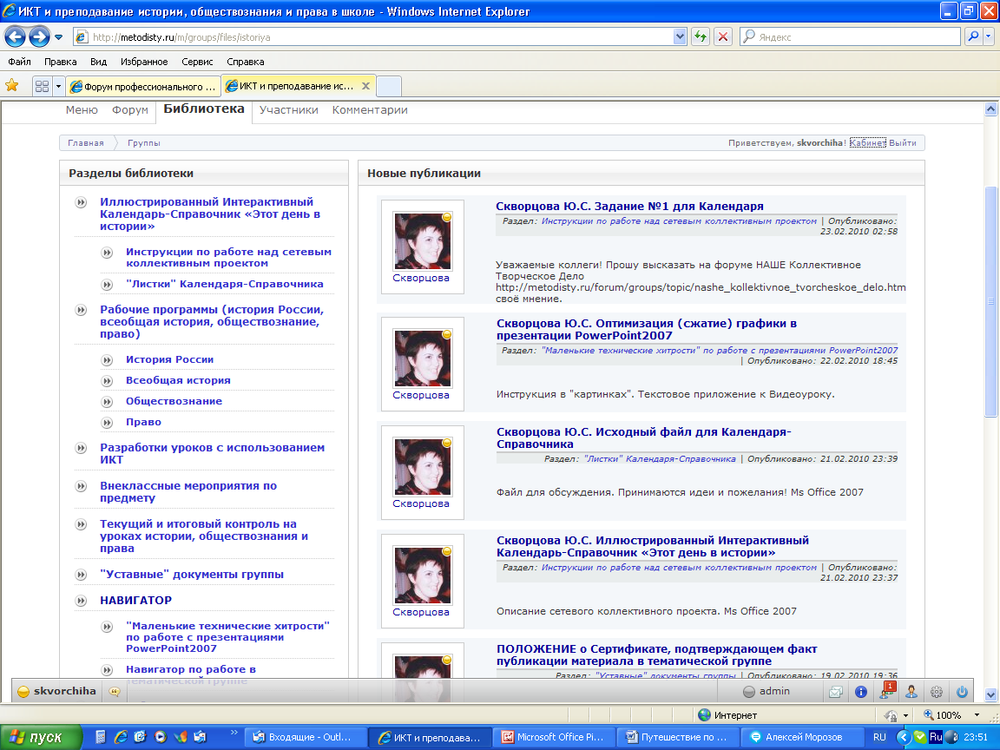 ИКТ и преподавание истории, обществознания и права в школе - Windows Internet Explorer
http://metodisty.ru/m/groups/files/istoriya
Яндекс
Файл Правка Вид Избранное Сервис Справка
Форум профессионального ...
ИКТ и преподавание ис... X
Меню Форум Библиотека Участники Комментарии
Главная Группы
Приветствуем, skvorchiha! Кабинет Выйти
Разделы библиотеки
Иллюстрированный Интерактивный
Календарь-Справочник «Этот день в
истории»
Инструкции по работе над сетевым
коллективным проектом
"Листки" Календаря-Справочника
Рабочие программы (история России,
всеобщая история, обществознание,
право)
История России
Всеобщая история
Обществознание
Право
Разработки уроков с использованием
ИКТ
Внеклассные мероприятия по
предмету
Текущий и итоговый контроль на
уроках истории, обществознания и
права
"Уставные" документы группы
НАВИГАТОР
"Маленькие технические хитрости"
по работе с презентациями
PowerPoint2007
Навигатор по работе в
тематической группе
Новые публикации
Скворцова
Скворцова Ю.С. Задание №1 для Календаря
Раздел: Инструкции по работе над сетевым коллективным проектом | Опубликовано:
23.02.2010 02:58
Уважаемые коллеги! Прошу высказать на форуме НАШЕ Коллективное
Творческое Дело
http://metodisty.ru/forum/groups/topic/nashe_kollektivnoe_tvorcheskoe_delo.htm
своё мнение.
Скворцова
Скворцова Ю.С. Оптимизация (сжатие) графики в
презентации PowerPoint2007
Раздел: "Маленькие технические хитрости" по работе с презентациями PowerPoint2007
| Опубликовано: 22.02.2010 18:45
Инструкция в "картинках". Текстовое приложение к Видеоуроку.
Скворцова
Скворцова Ю.С. Исходный файл для Календаря-
Справочника
Раздел: "Листки" Календаря-Справочника | Опубликовано: 21.02.2010 23:39
Файл для обсуждения. Принимаются идеи и пожелания! Ms Office 2007
Скворцова
Скворцова Ю.С. Иллюстрированный Интерактивный
Календарь-Справочник «Этот день в истории»
Раздел: Инструкции по работе над сетевым коллективным проектом | Опубликовано:
21.02.2010 23:37
Описание сетевого коллективного проекта. Ms Office 2007
ПОЛОЖЕНИЕ о Сертификате, подтверждающем факт
публикации материала в тематической группе
Раздел: "Уставные" документы группы | Опубликовано: 19.02.2010 19:36
skvorchiha
admin
1
Интернет
100%
пуск
Входящие - Outl...
ИКТ и преподава...
Microsoft Office Pi...
Путешествие по ...
Алексей Морозов
RU
Ru
23:51